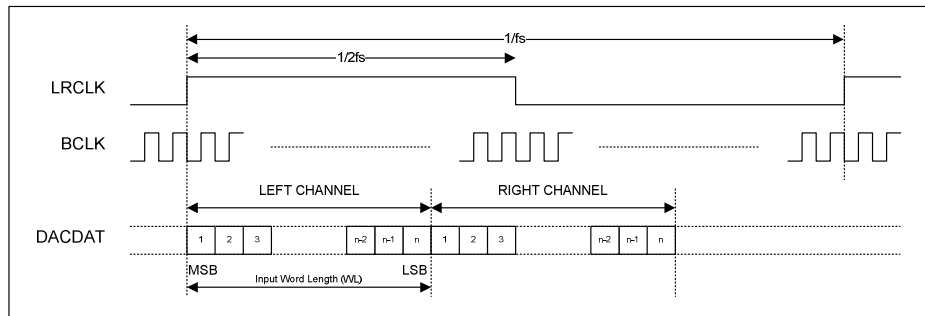 1/fs
1/2fs
LRCLK
BCLK
LEFT CHANNEL RIGHT CHANNEL
DACDAT 1 2 3 n-2 n-1 n 1 2 3 n-2 n-1 n
MSB LSB
Input Word Length (WL)